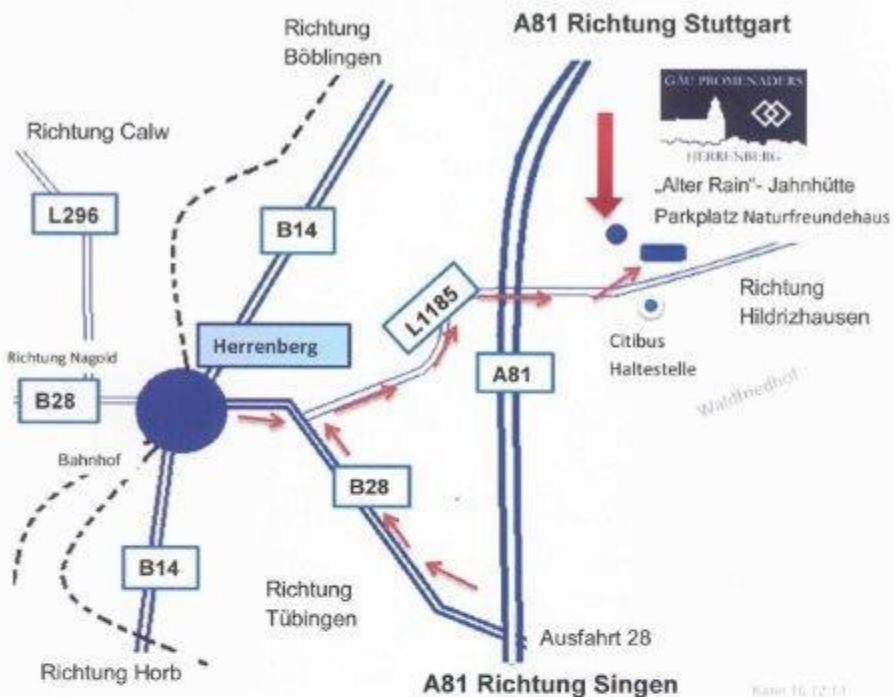 A81 Richtung Stuttgart
Richtung
Böblingen
GÄU PROMENADERS
HERRENBERG
Richtung Calw
„Alter Rain"- Jahnhütte
Parkplatz Naturfreundehaus
L296
B14
Richtung
Hildrizhausen
L1185
Herrenberg
Citibus
Haltestelle
Richtung Nagold
A81
B28
Waldfriedhof
Bahnhof
B28
B14
Richtung
Tübingen
Ausfahrt 28
Richtung Horb
A81 Richtung Singen